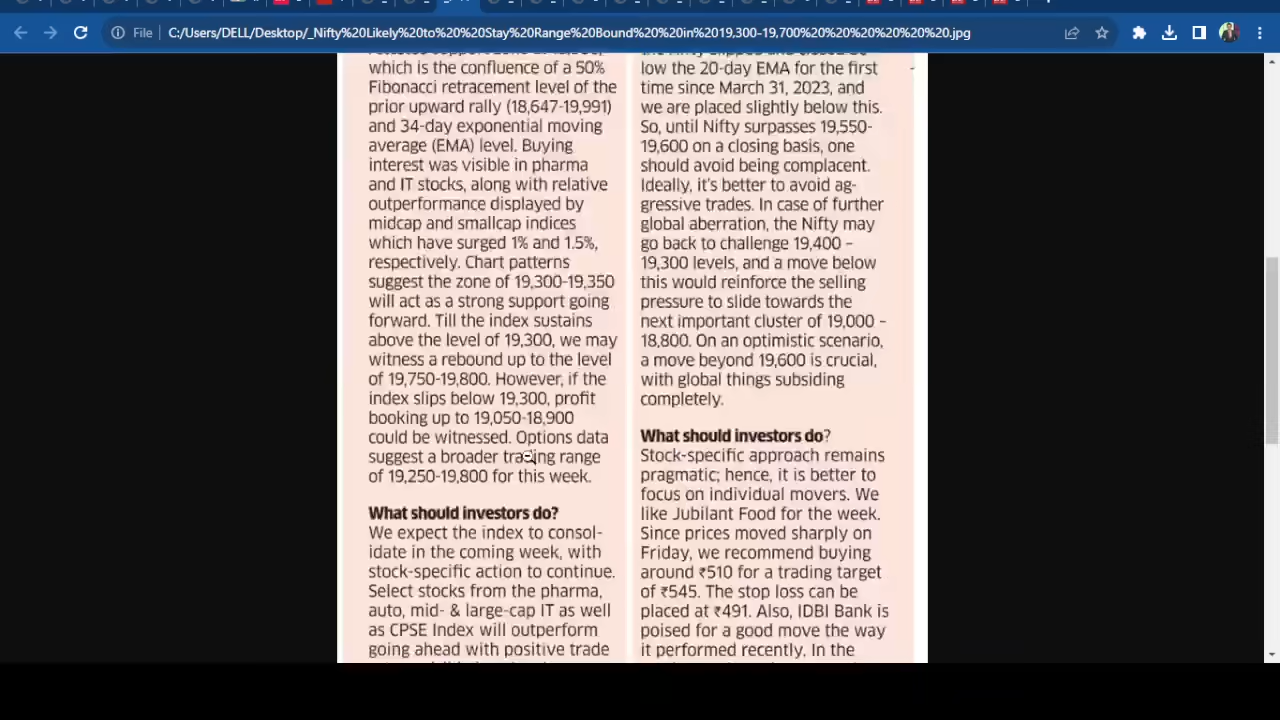 File
C:/Users/DELL/Desktop/_Nifty%20Likely%20to%20%20Stay%20Range%20Bound%20%20in%2019,300-19,700%20%20%20%20%20.jpg
which is the confluence of a 50%
Fibonacci retracement level of the
prior upward rally (18,647-19,991)
and 34-day exponential moving
average (EMA) level. Buying
interest was visible in pharma
and IT stocks, along with relative
outperformance displayed by
midcap and smallcap indices
which have surged 1% and 1.5%,
respectively. Chart patterns
suggest the zone of 19,300-19,350
will act as a strong support going
forward. Till the index sustains
above the level of 19,300, we may
witness a rebound up to the level
of 19,750-19,800. However, if the
index slips below 19,300, profit
booking up to 19,050-18,900
could be witnessed. Options data
suggest a broader trading range
of 19,250-19,800 for this week.
What should investors do?
We expect the index to consol-
idate in the coming week, with
stock-specific action to continue.
Select stocks from the pharma,
auto, mid- & large-cap IT as well
as CPSE Index will outperform
going ahead with positive trade
low the 20-day EMA for the first
time since March 31, 2023, and
we are placed slightly below this.
So, until Nifty surpasses 19,550-
19,600 on a closing basis, one
should avoid being complacent.
Ideally, it's better to avoid ag-
gressive trades. In case of further
global aberration, the Nifty may
go back to challenge 19,400 –
19,300 levels, and a move below
this would reinforce the selling
pressure to slide towards the
next important cluster of 19,000 –
18,800. On an optimistic scenario,
a move beyond 19,600 is crucial,
with global things subsiding
completely.
What should investors do?
Stock-specific approach remains
pragmatic; hence, it is better to
focus on individual movers. We
like Jubilant Food for the week.
Since prices moved sharply on
Friday, we recommend buying
around ₹510 for a trading target
of ₹545. The stop loss can be
placed at ₹491. Also, IDBI Bank is
poised for a good move the way
it performed recently. In the